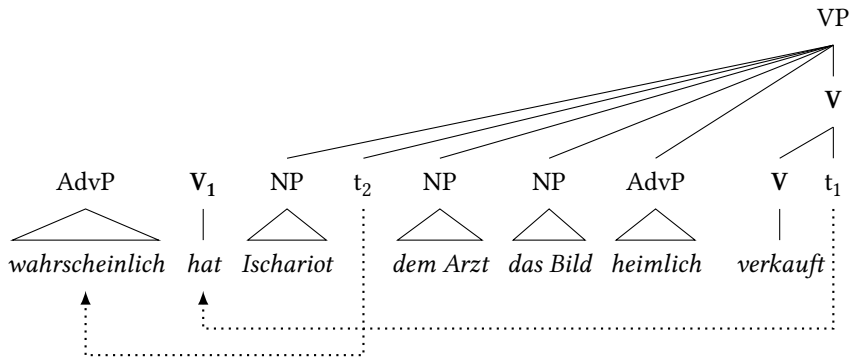 VP
V
AdvP V₁ NP t₂ NP NP AdvP V t₁
wahrscheinlich hat Ischariot dem Arzt das Bild heimlich verkauft